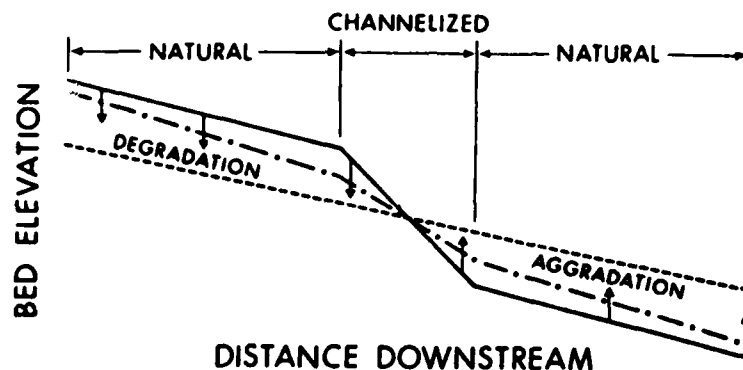 CHANNELIZED
NATURAL
NATURAL
DEGRADATION
AGGRADATION
BED ELEVATION
DISTANCE DOWNSTREAM